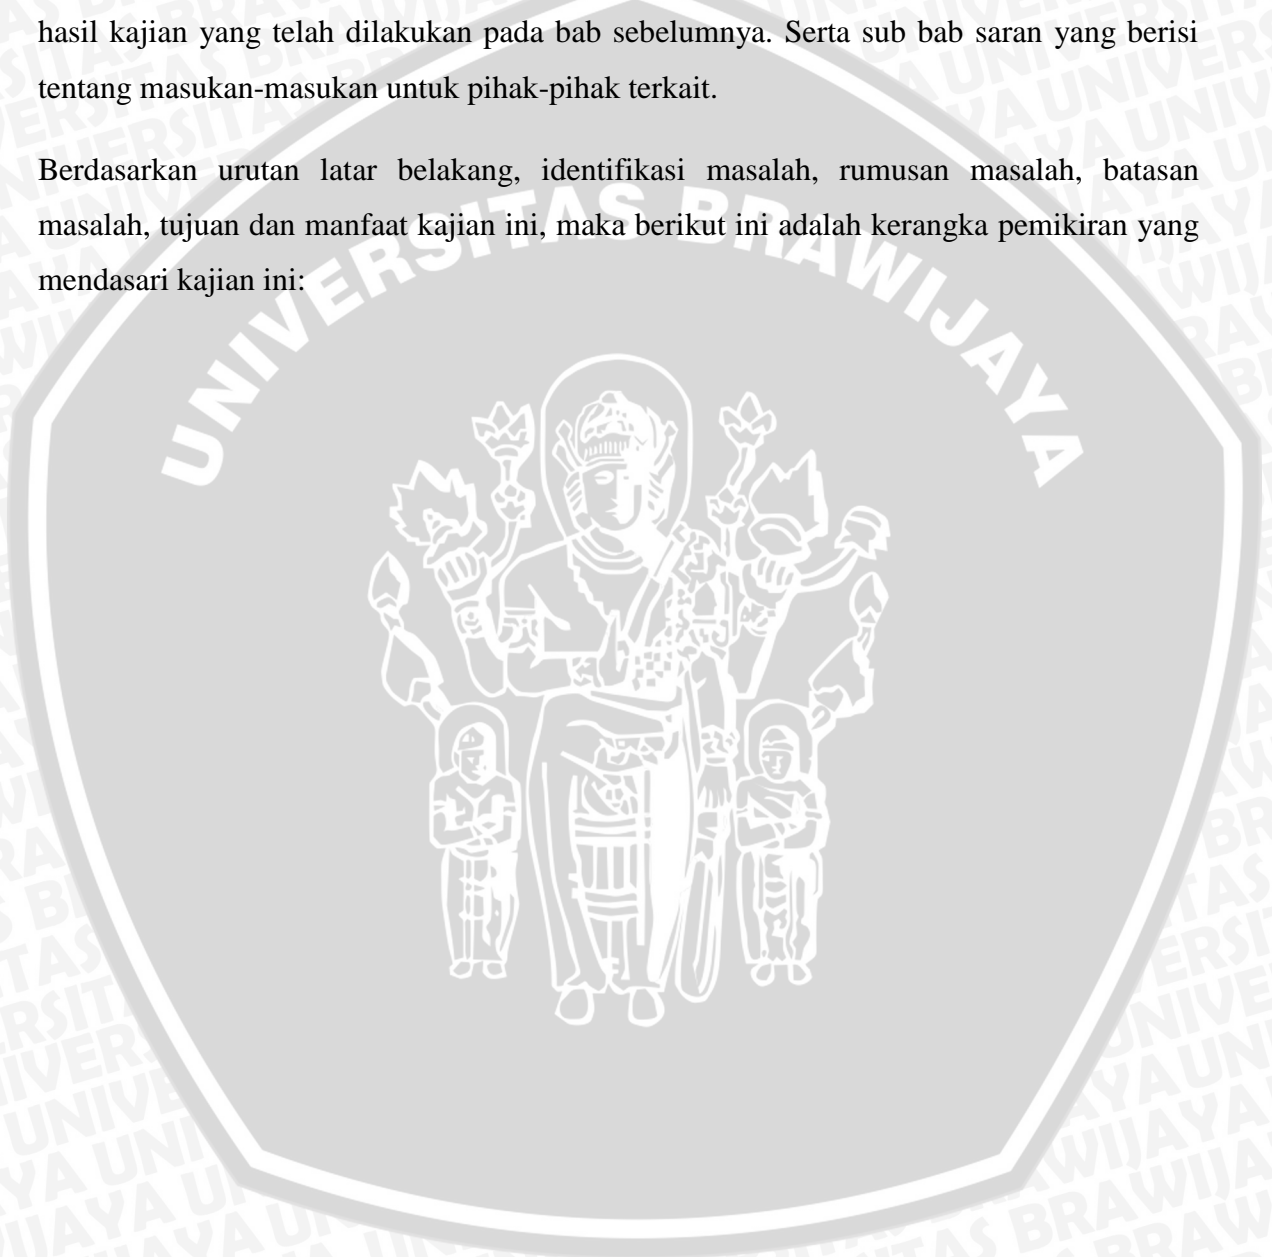 hasil kajian yang telah dilakukan pada bab sebelumnya. Serta sub bab saran yang berisi
tentang masukan-masukan untuk pihak-pihak terkait.
Berdasarkan urutan latar belakang, identifikasi masalah, rumusan masalah, batasan
masalah, tujuan dan manfaat kajian ini, maka berikut ini adalah kerangka pemikiran yang
mendasari kajian ini:
UNIVERSITAS BRAWIJAYA